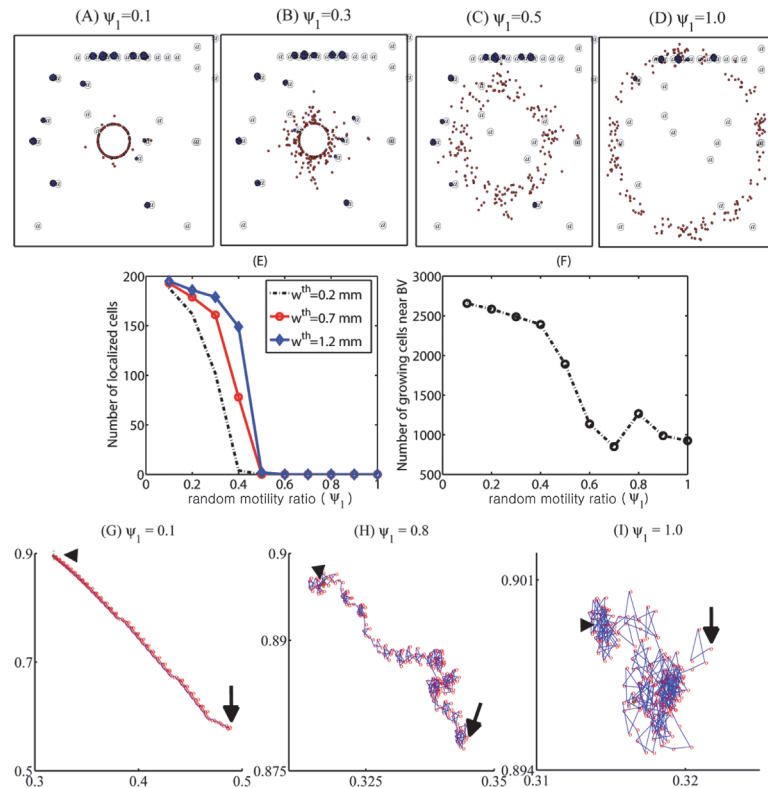 (A) Ψ1=0.1 (B) Ψ1=0.3 (C) Ψ1=0.5 (D) Ψ1=1.0
(E) (F)
200
150
100
50
0
0 0.2 0.4 0.6 0.8 1
Number of localized cells
random motility ratio ( Ψ1)
w^th=0.2 mm
w^th=0.7 mm
w^th=1.2 mm
3000
2500
2000
1500
1000
500
0 0.2 0.4 0.6 0.8 1
Number of growing cells near BV
random motility ratio ( Ψ1)
(G) Ψ1 = 0.1 (H) Ψ1 = 0.8 (I) Ψ1 = 1.0
0.9
0.7
0.5
0.3 0.4 0.5
0.9
0.89
0.875
0.325 0.35
0.901
0.894
0.31 0.32